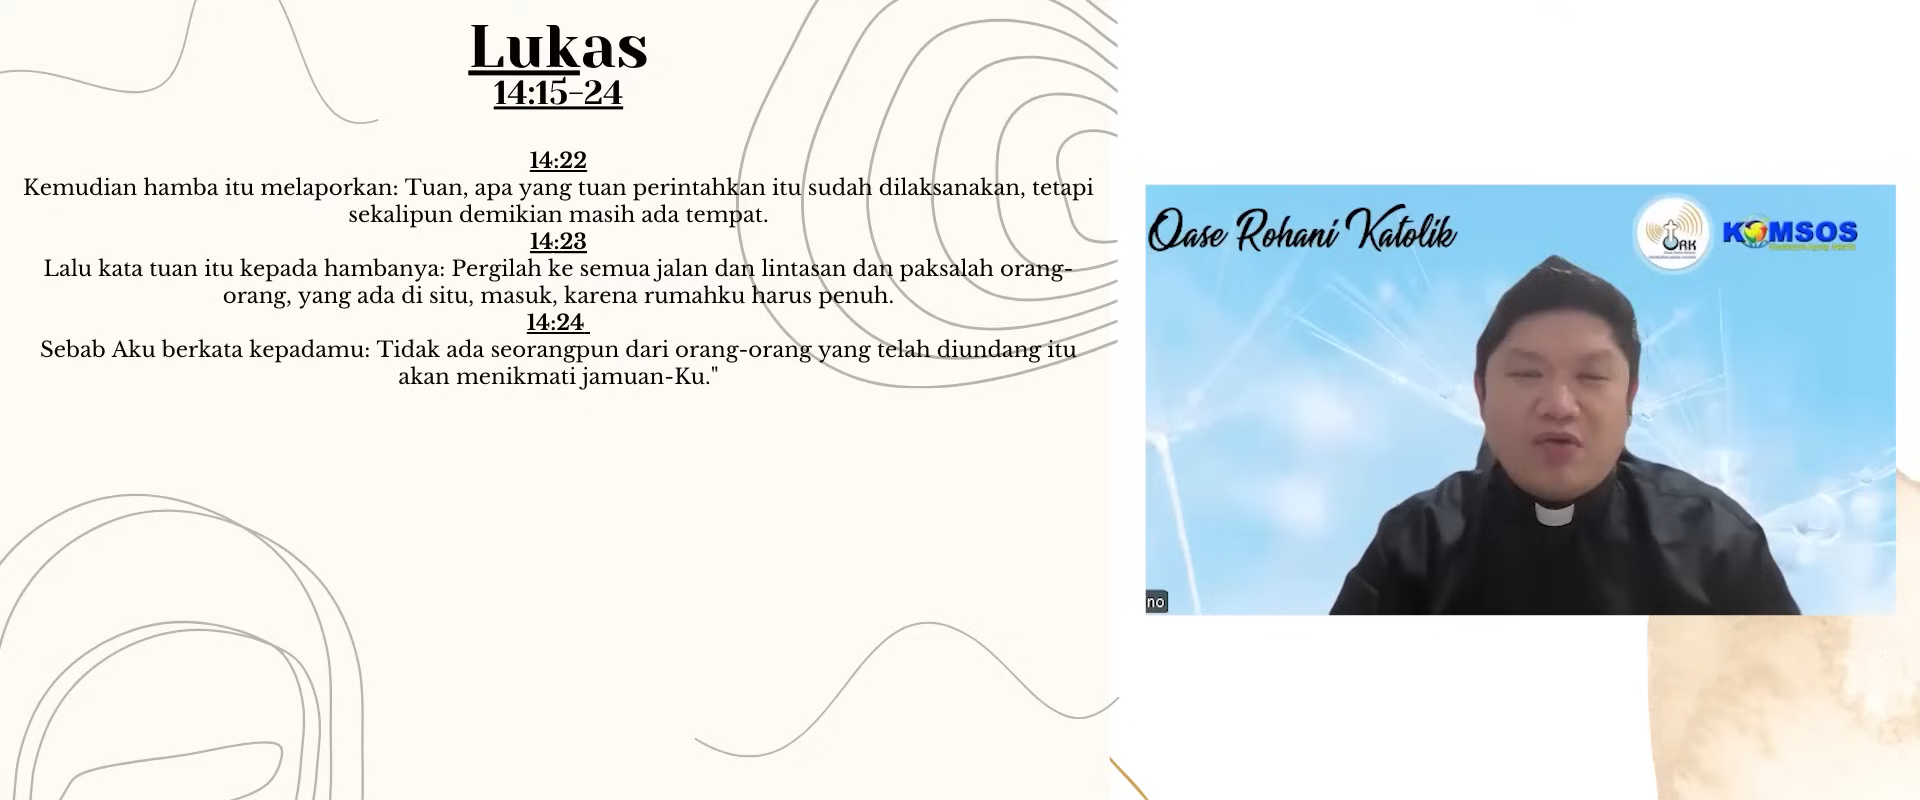 Lukas
14:15-24
14:22
Kemudian hamba itu melaporkan: Tuan, apa yang tuan perintahkan itu sudah dilaksanakan, tetapi
sekalipun demikian masih ada tempat.
14:23
Lalu kata tuan itu kepada hambanya: Pergilah ke semua jalan dan lintasan dan paksalah orang-
orang, yang ada di situ, masuk, karena rumahku harus penuh.
14:24
Sebab Aku berkata kepadamu: Tidak ada seorangpun dari orang-orang yang telah diundang itu
akan menikmati jamuan-Ku."
Oase Rohani Katolik
ORK
KOMSOS
no